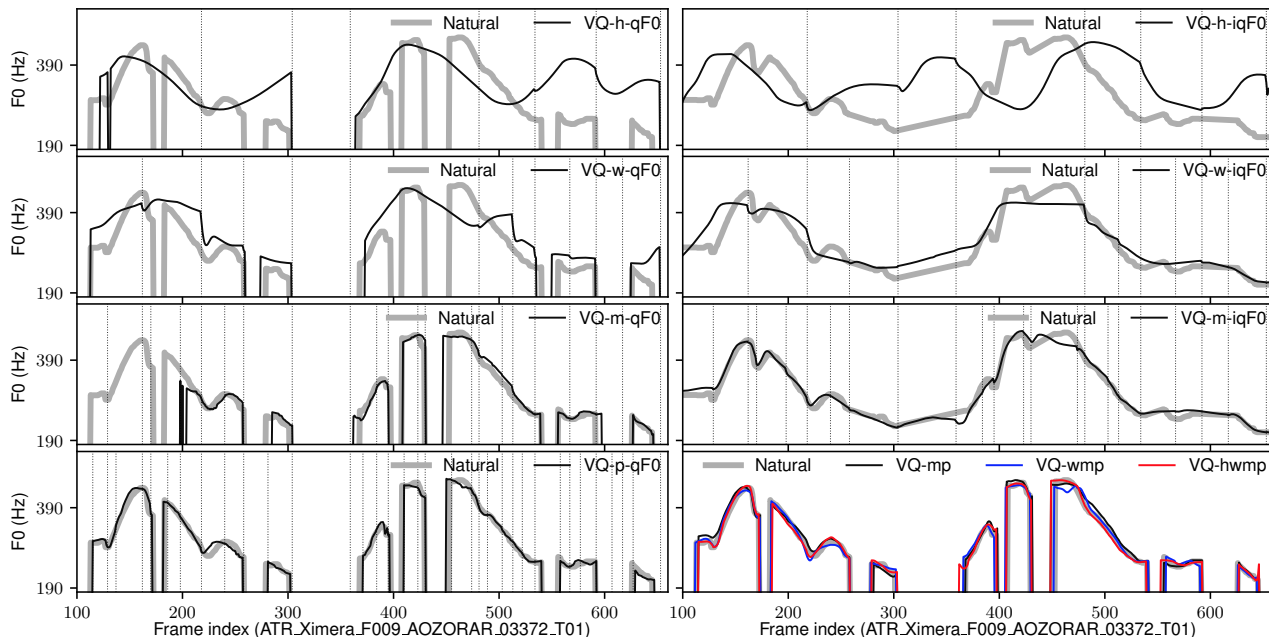 Natural VQ-h-qF0 Natural VQ-h-iqF0
F0 (Hz)
390
190
Natural VQ-w-qF0 Natural VQ-w-iqF0
F0 (Hz)
390
190
Natural VQ-m-qF0 Natural VQ-m-iqF0
F0 (Hz)
390
190
Natural VQ-p-qF0 Natural VQ-mp VQ-wmp VQ-hwmp
F0 (Hz)
390
190
100 200 300 400 500 600 100 200 300 400 500 600
Frame index (ATR_Ximera_F009_AOZORAR_03372_T01) Frame index (ATR_Ximera_F009_AOZORAR_03372_T01)